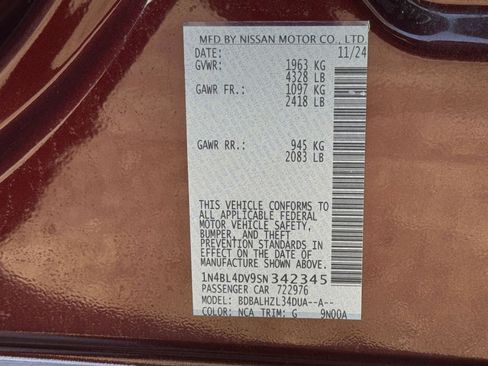 MFD BY NISSAN MOTOR CO., LTD
DATE: 11/24
GVWR: 1963 KG
4328 LB
GAWR FR.: 1097 KG
2418 LB
GAWR RR.: 945 KG
2083 LB
THIS VEHICLE CONFORMS TO
ALL APPLICABLE FEDERAL
MOTOR VEHICLE SAFETY,
BUMPER, AND THEFT
PREVENTION STANDARDS IN
EFFECT ON THE DATE OF
MANUFACTURE SHOWN ABOVE.
1N4BL4DV9SN342345
PASSENGER CAR 722976
MODEL: BDBALHZL34DUA--A--
COLOR: NCA TRIM: G 9N00A